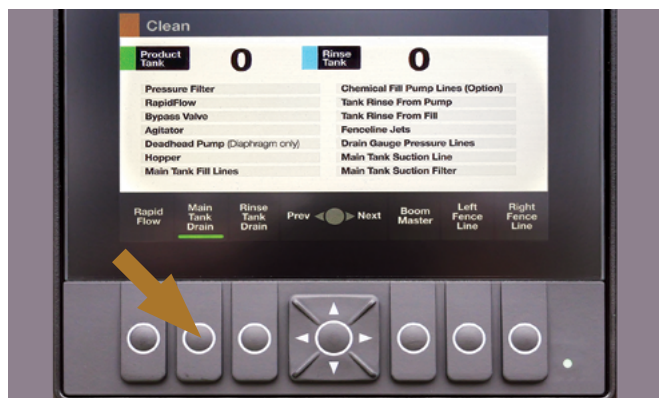 Clean
Product
Tank
0
Rinse
Tank
0
Pressure Filter
RapidFlow
Bypass Valve
Agitator
Deadhead Pump (Diaphragm only)
Hopper
Main Tank Fill Lines
Chemical Fill Pump Lines (Option)
Tank Rinse From Pump
Tank Rinse From Fill
Fenceline Jets
Drain Gauge Pressure Lines
Main Tank Suction Line
Main Tank Suction Filter
Rapid
Flow
Main
Tank
Drain
Rinse
Tank
Drain
Prev
Next
Boom
Master
Left
Fence
Line
Right
Fence
Line